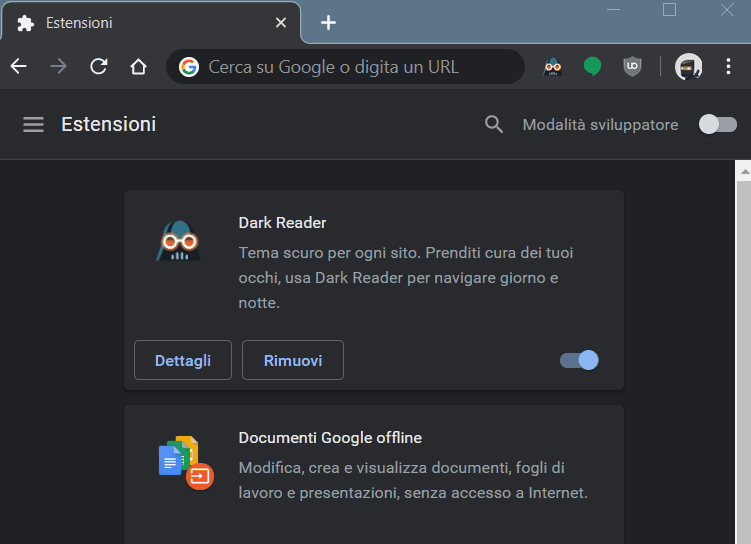 Estensioni
Cerca su Google o digita un URL
Estensioni
Modalità sviluppatore
Dark Reader
Tema scuro per ogni sito. Prenditi cura dei tuoi
occhi, usa Dark Reader per navigare giorno e
notte.
Dettagli
Rimuovi
Documenti Google offline
Modifica, crea e visualizza documenti, fogli di
lavoro e presentazioni, senza accesso a Internet.